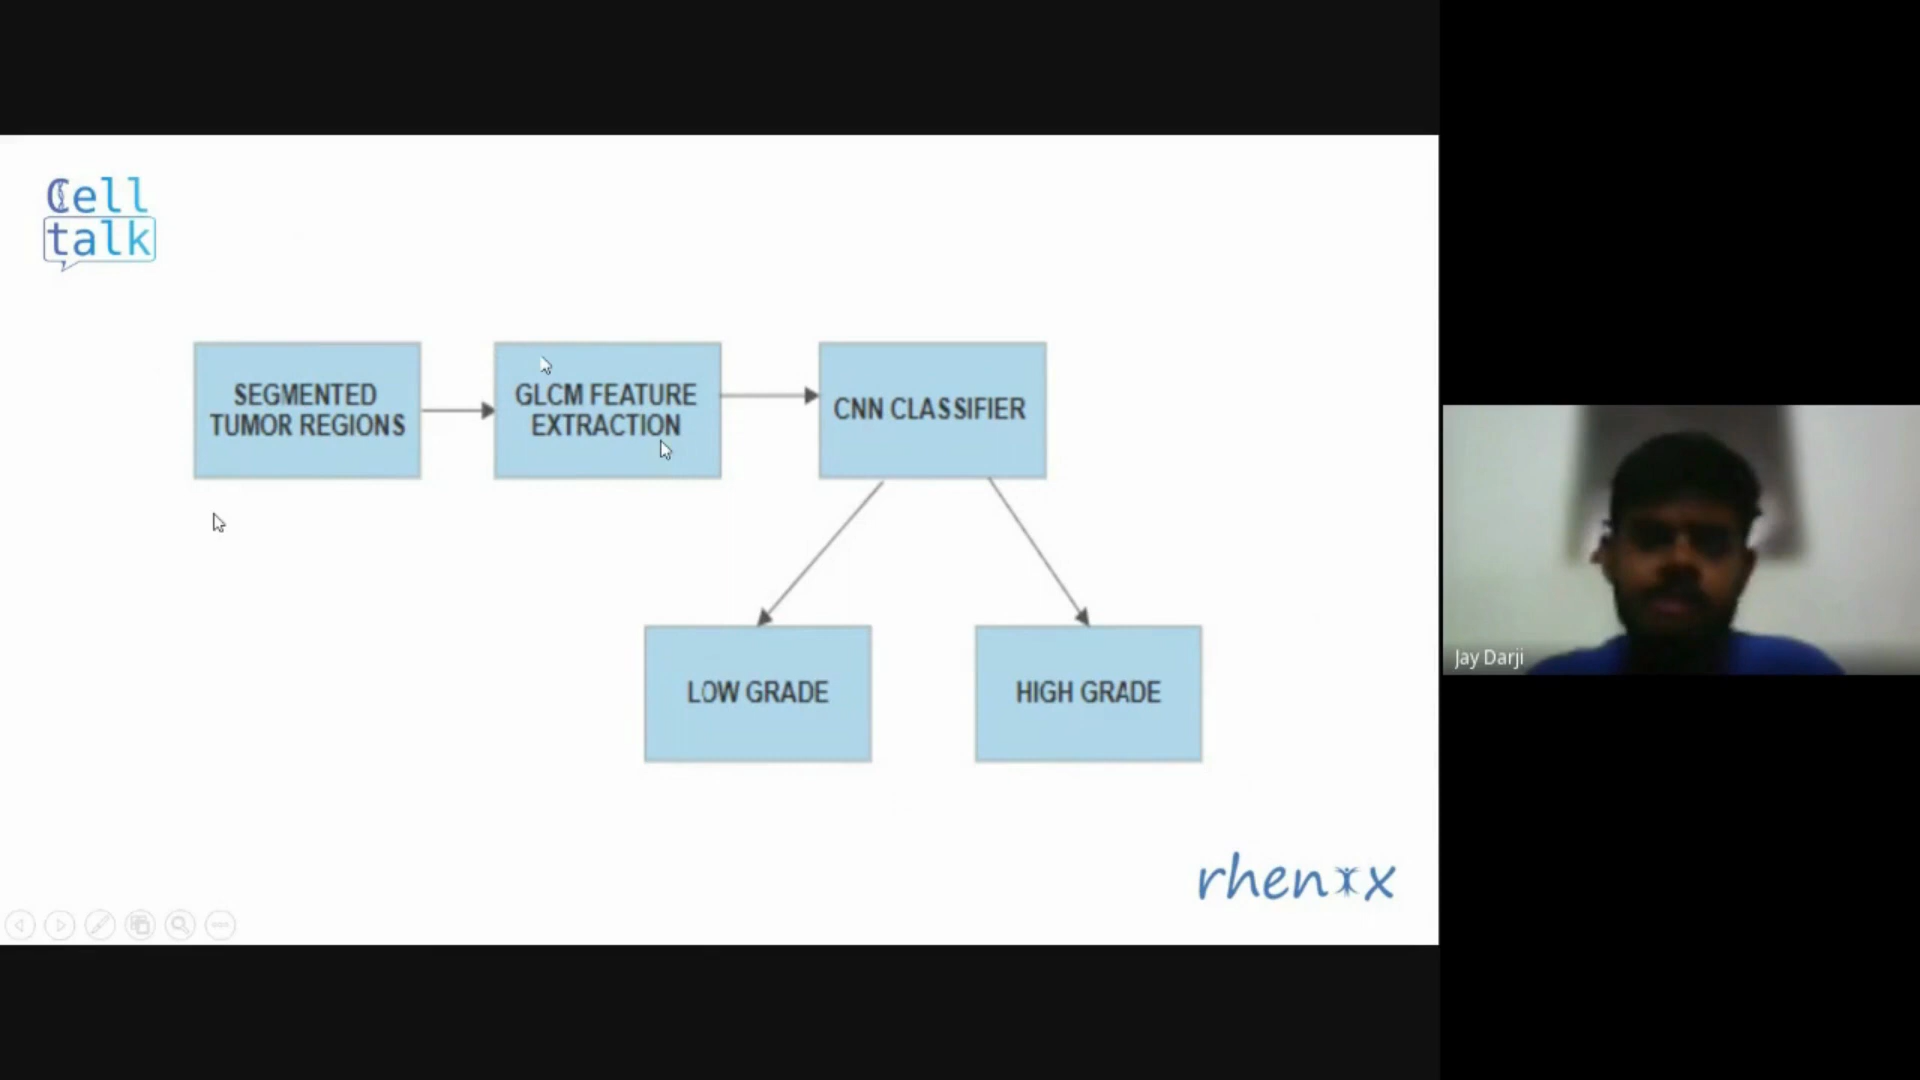 Cell
talk
SEGMENTED
TUMOR REGIONS
GLCM FEATURE
EXTRACTION
CNN CLASSIFIER
LOW GRADE
HIGH GRADE
rhenix
Jay Darji